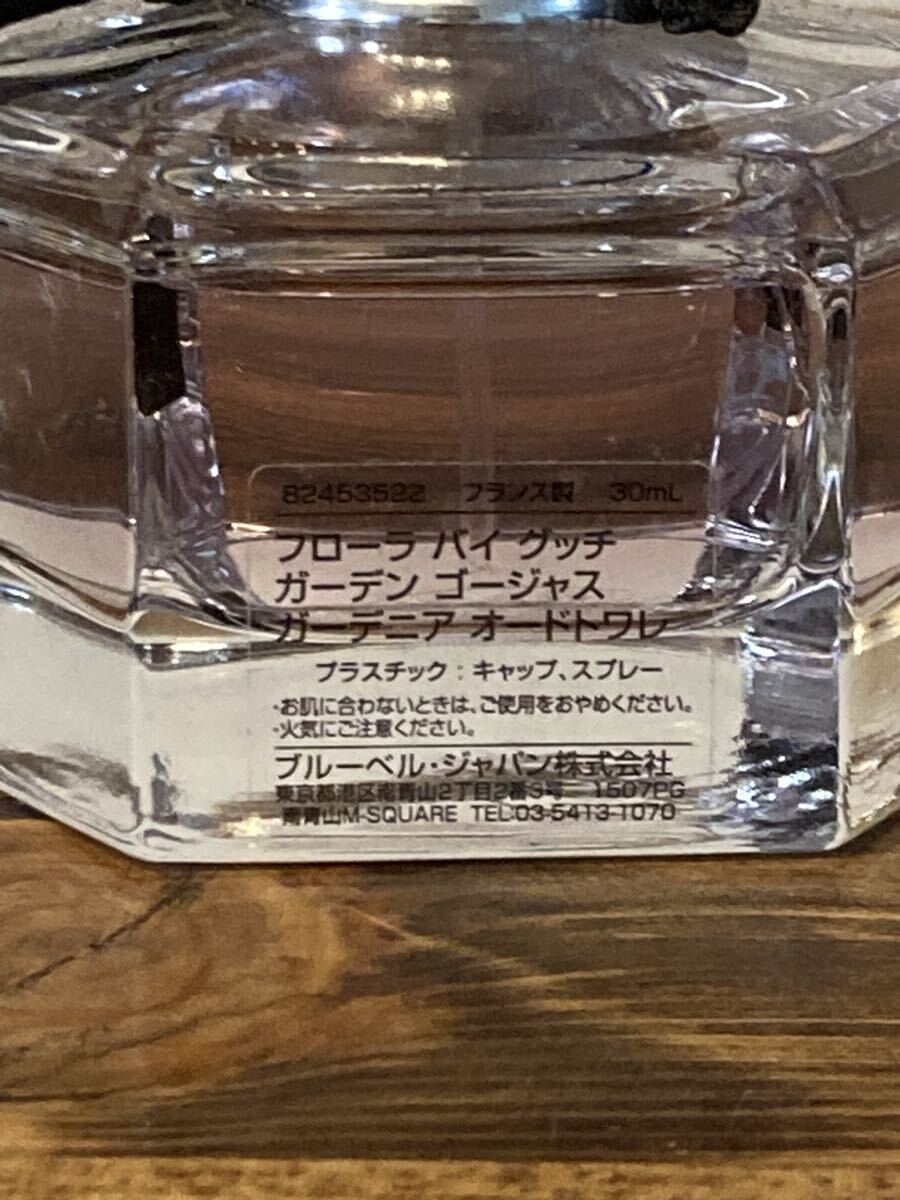 82453522 フランス製 30mL
フローラ バイ グッチ
ガーデン ゴージャス
ガーデニア オードトワレ
プラスチック：キャップ、スプレー
・お肌に合わないときは、ご使用をおやめください。
・火気にご注意ください。
ブルーベル・ジャパン株式会社
東京都港区南青山2丁目2番3号 1507PG
南青山M-SQUARE TEL:03-5413-1070